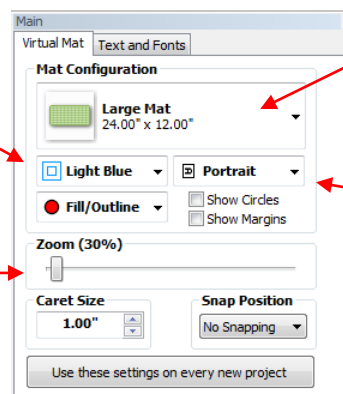 Main
Virtual Mat Text and Fonts
Mat Configuration
Large Mat
24.00" x 12.00"
Light Blue Portrait
Fill/Outline Show Circles
Show Margins
Zoom (30%)
Caret Size Snap Position
1.00" No Snapping
Use these settings on every new project